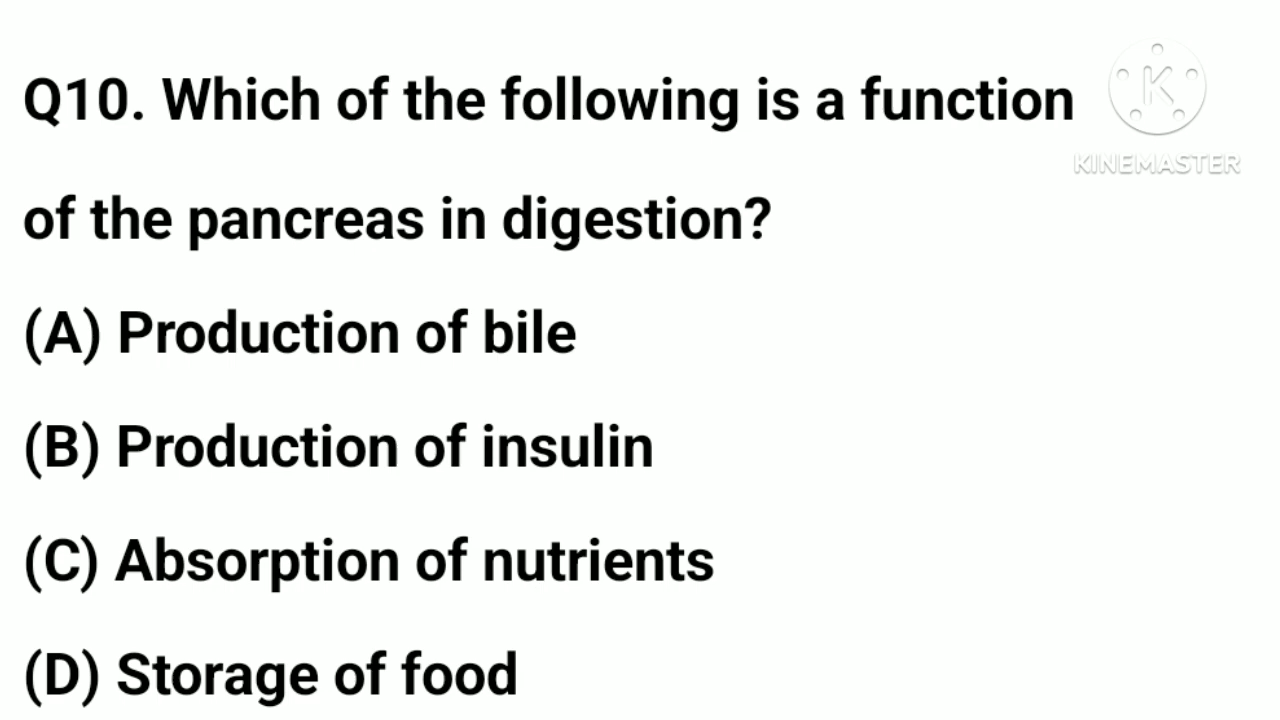 Q10. Which of the following is a function
K
KINEMASTER
of the pancreas in digestion?
(A) Production of bile
(B) Production of insulin
(C) Absorption of nutrients
(D) Storage of food